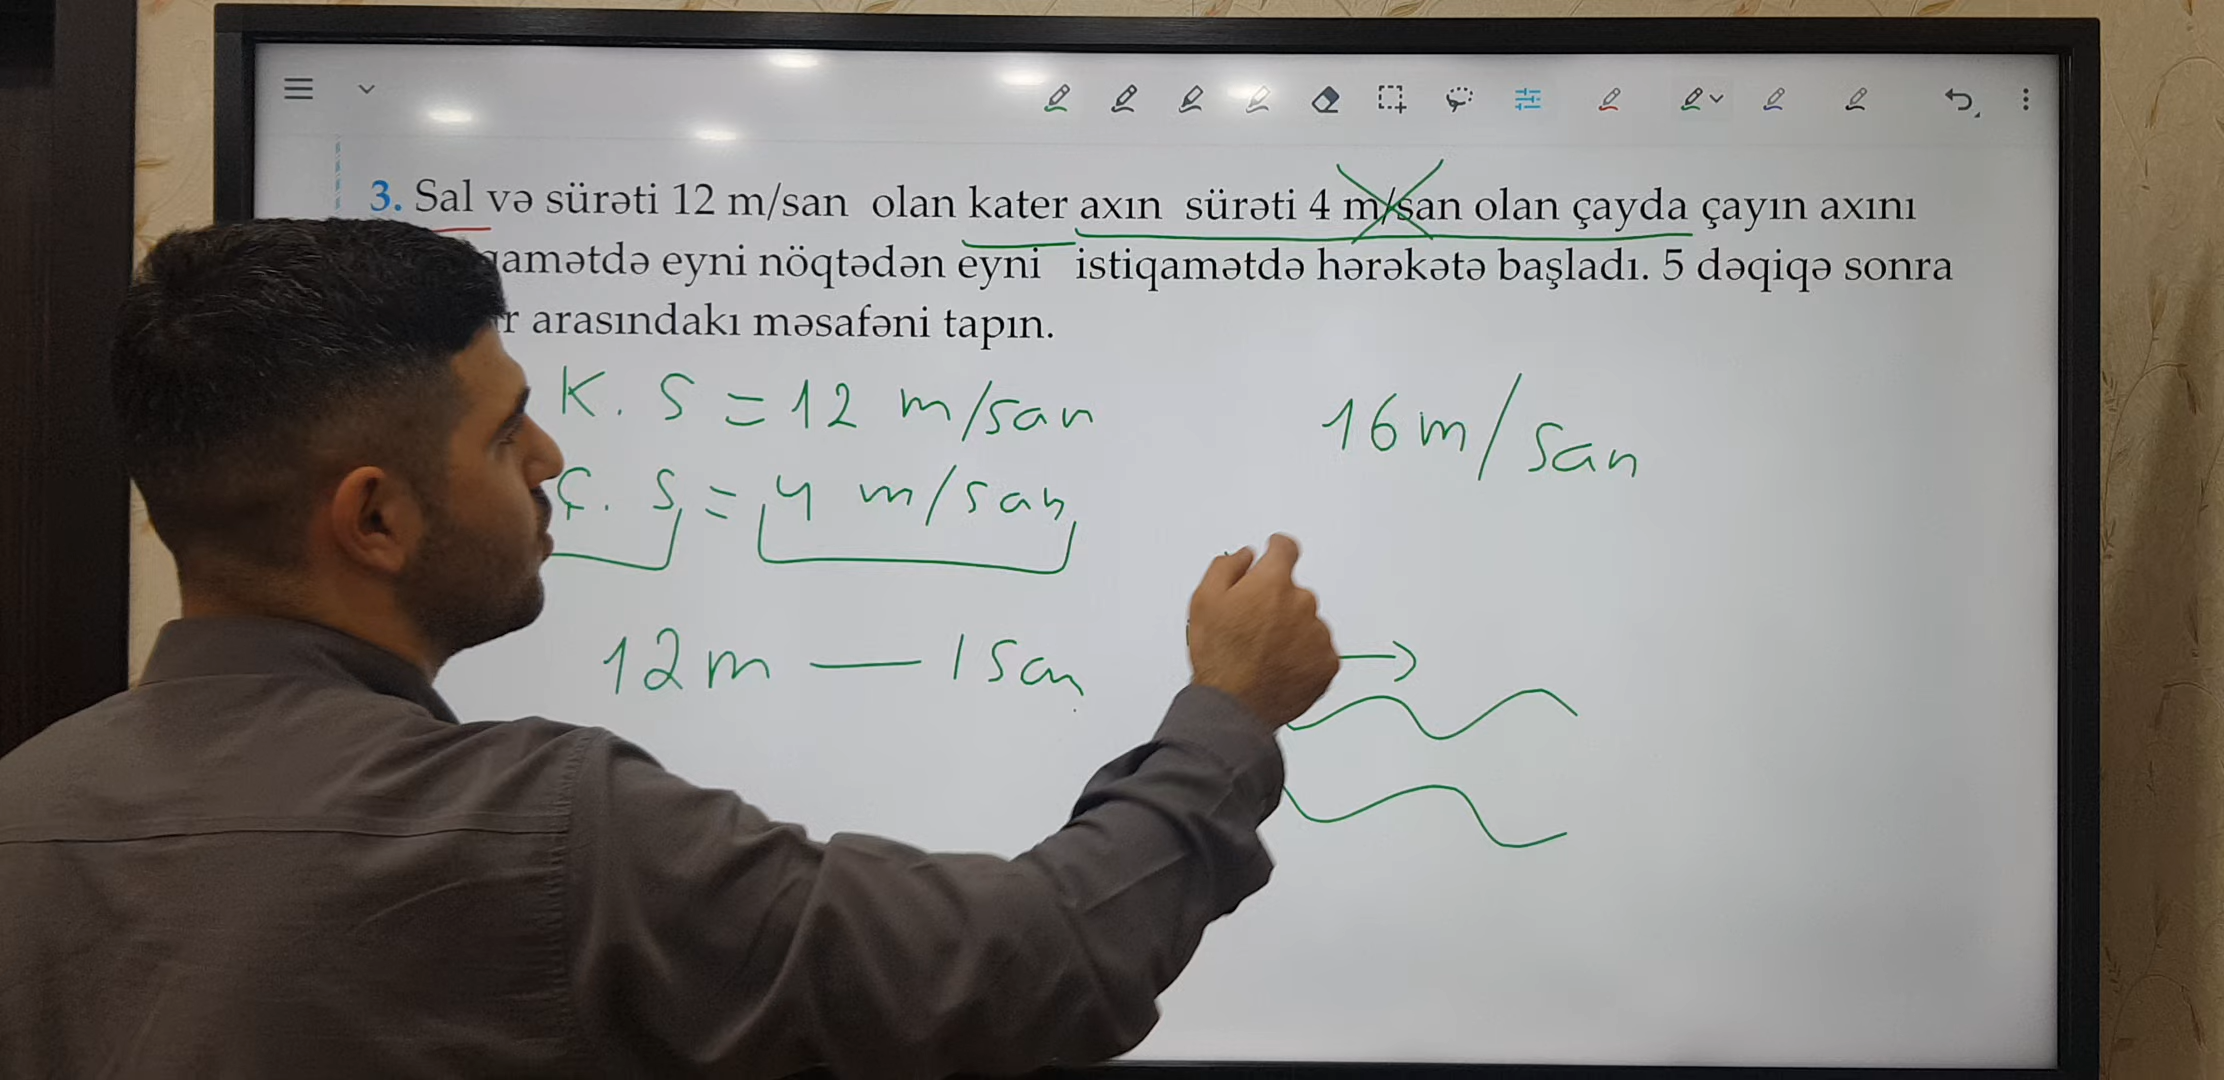 3. Sal və sürəti 12 m/san olan kater axın sürəti 4 m/san olan çayda çayın axını
eyni nöqtədən eyni istiqamətdə hərəkətə başladı. 5 dəqiqə sonra
arasındakı məsafəni tapın.
K. S = 12 m/san
16 m/san
Ç. S = 4 m/san
12 m — 1 san